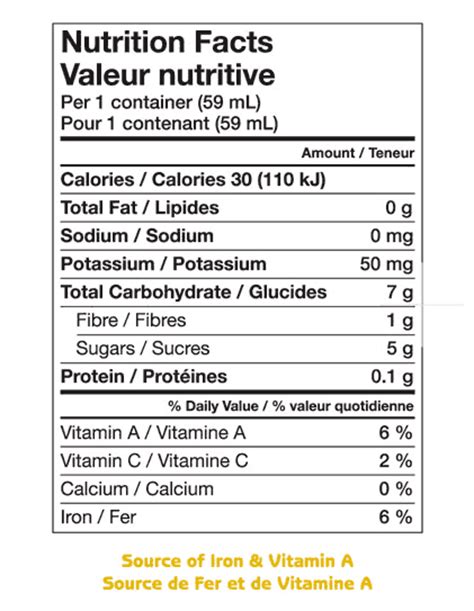 Nutrition Facts
Valeur nutritive
Per 1 container (59 mL)
Pour 1 contenant (59 mL)
Amount / Teneur
Calories / Calories 30 (110 kJ)
Total Fat / Lipides 0 g
Sodium / Sodium 0 mg
Potassium / Potassium 50 mg
Total Carbohydrate / Glucides 7 g
Fibre / Fibres 1 g
Sugars / Sucres 5 g
Protein / Protéines 0.1 g
% Daily Value / % valeur quotidienne
Vitamin A / Vitamine A 6 %
Vitamin C / Vitamine C 2 %
Calcium / Calcium 0 %
Iron / Fer 6 %
Source of Iron & Vitamin A
Source de Fer et de Vitamine A